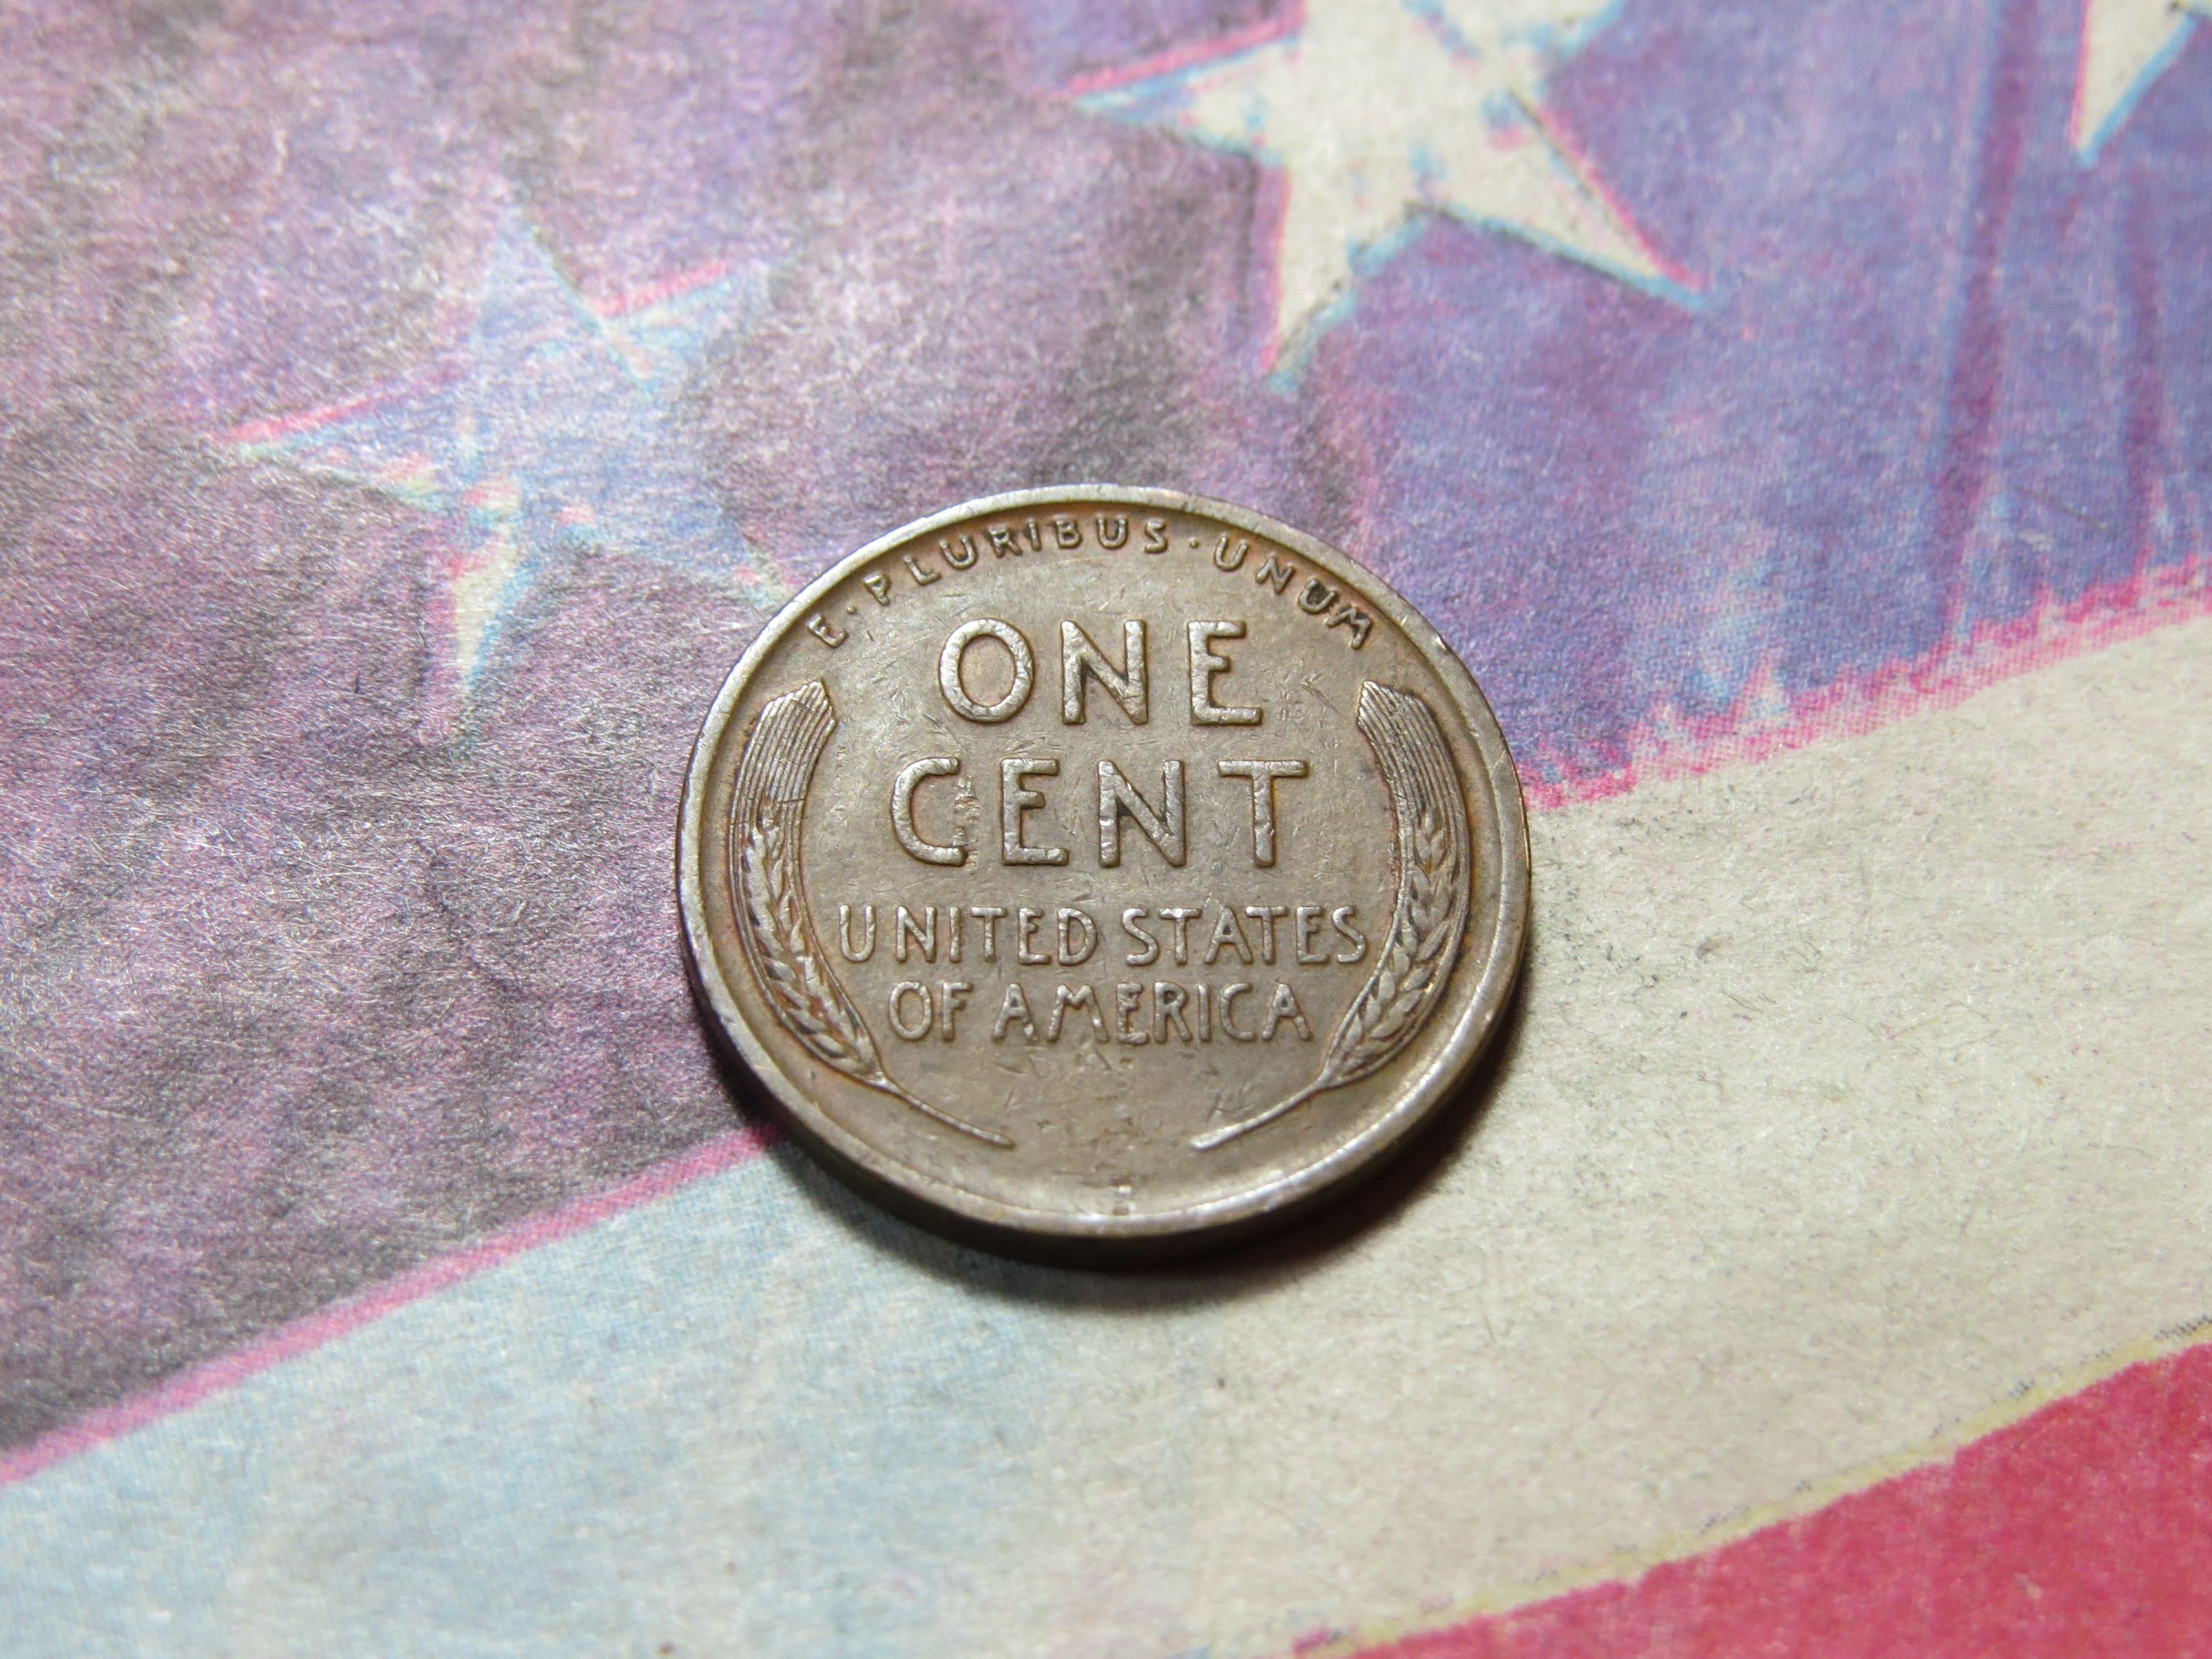 E·PLURIBUS·UNUM
ONE
CENT
UNITED STATES
OF AMERICA